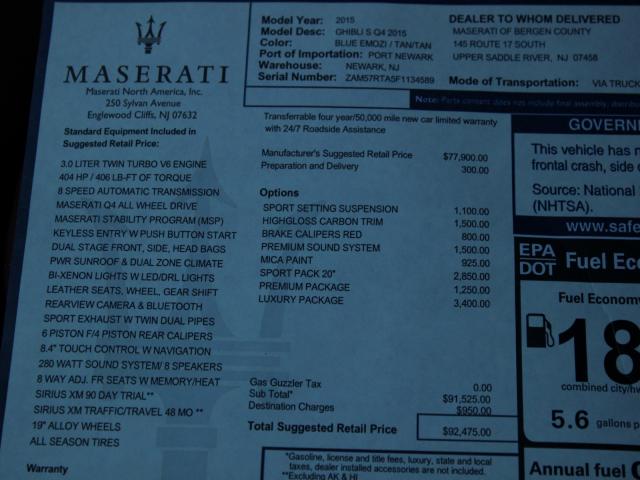 MASERATI
Maserati North America, Inc.
250 Sylvan Avenue
Englewood Cliffs, NJ 07632
Standard Equipment Included in
Suggested Retail Price:
3.0 LITER TWIN TURBO V6 ENGINE
404 HP / 406 LB-FT OF TORQUE
8 SPEED AUTOMATIC TRANSMISSION
MASERATI Q4 ALL WHEEL DRIVE
MASERATI STABILITY PROGRAM (MSP)
KEYLESS ENTRY W PUSH BUTTON START
DUAL STAGE FRONT, SIDE, HEAD BAGS
PWR SUNROOF & DUAL ZONE CLIMATE
BI-XENON LIGHTS W LED/DRL LIGHTS
LEATHER SEATS, WHEEL, GEAR SHIFT
REARVIEW CAMERA & BLUETOOTH
SPORT EXHAUST W TWIN DUAL PIPES
6 PISTON F/4 PISTON REAR CALIPERS
8.4" TOUCH CONTROL W NAVIGATION
280 WATT SOUND SYSTEM/ 8 SPEAKERS
8 WAY ADJ. FR SEATS W MEMORY/HEAT
SIRIUS XM 90 DAY TRIAL**
SIRIUS XM TRAFFIC/TRAVEL 48 MO **
19" ALLOY WHEELS
ALL SEASON TIRES
Warranty
Model Year: 2015
Model Desc: GHIBLI S Q4 2015
Color: BLUE EMOZI / TAN/TAN
Port of Importation: PORT NEWARK
Warehouse: NEWARK, NJ
Serial Number: ZAM57RTA5F1134589
DEALER TO WHOM DELIVERED
MASERATI OF BERGEN COUNTY
145 ROUTE 17 SOUTH
UPPER SADDLE RIVER, NJ 07458
Mode of Transportation: VIA TRUCK
Note: Parts content does not include final assembly, distribu
Transferrable four year/50,000 mile new car limited warranty
with 24/7 Roadside Assistance
Manufacturer's Suggested Retail Price $77,900.00
Preparation and Delivery 300.00
Options
SPORT SETTING SUSPENSION 1,100.00
HIGHGLOSS CARBON TRIM 1,500.00
BRAKE CALIPERS RED 800.00
PREMIUM SOUND SYSTEM 1,500.00
MICA PAINT 925.00
SPORT PACK 20" 2,850.00
PREMIUM PACKAGE 1,250.00
LUXURY PACKAGE 3,400.00
Gas Guzzler Tax 0.00
Sub Total* $91,525.00
Destination Charges $950.00
Total Suggested Retail Price $92,475.00
*Gasoline, license and title fees, luxury, state and local
taxes, dealer installed accessories are not included.
**Excluding AK & HI
GOVERN
This vehicle has n
frontal crash, side
Source: National
(NHTSA).
www.safe
EPA
DOT Fuel Ec
Fuel Econom
18
combined city/h
5.6 gallons p
Annual fuel